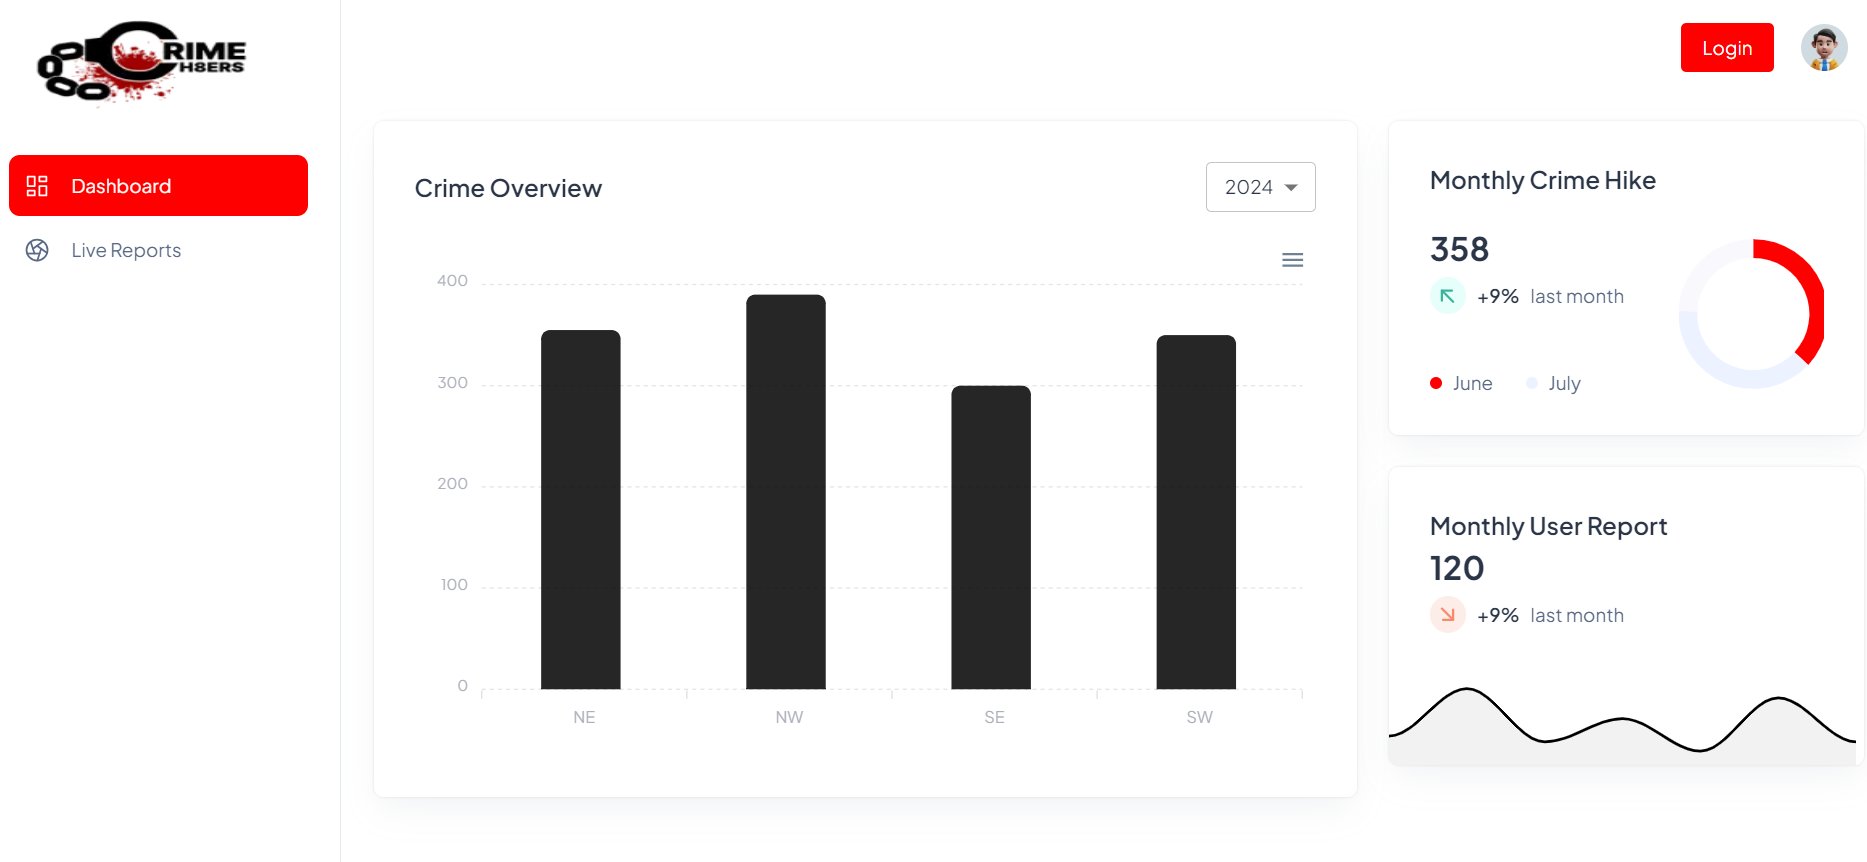 CRIME
H8ERS
Login
Dashboard
Live Reports
Crime Overview
2024
400
300
200
100
0
NE NW SE SW
Monthly Crime Hike
358
+9% last month
June July
Monthly User Report
120
+9% last month